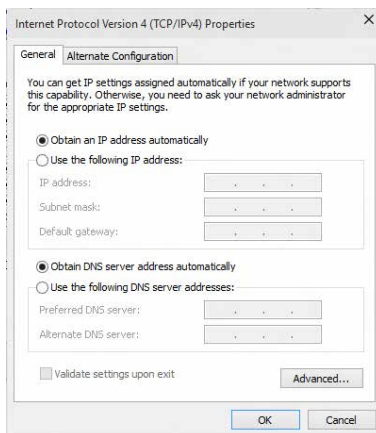 Internet Protocol Version 4 (TCP/IPv4) Properties
General
Alternate Configuration
You can get IP settings assigned automatically if your network supports
this capability. Otherwise, you need to ask your network administrator
for the appropriate IP settings.
Obtain an IP address automatically
Use the following IP address:
IP address:
Subnet mask:
Default gateway:
Obtain DNS server address automatically
Use the following DNS server addresses:
Preferred DNS server:
Alternate DNS server:
Validate settings upon exit
Advanced...
OK
Cancel